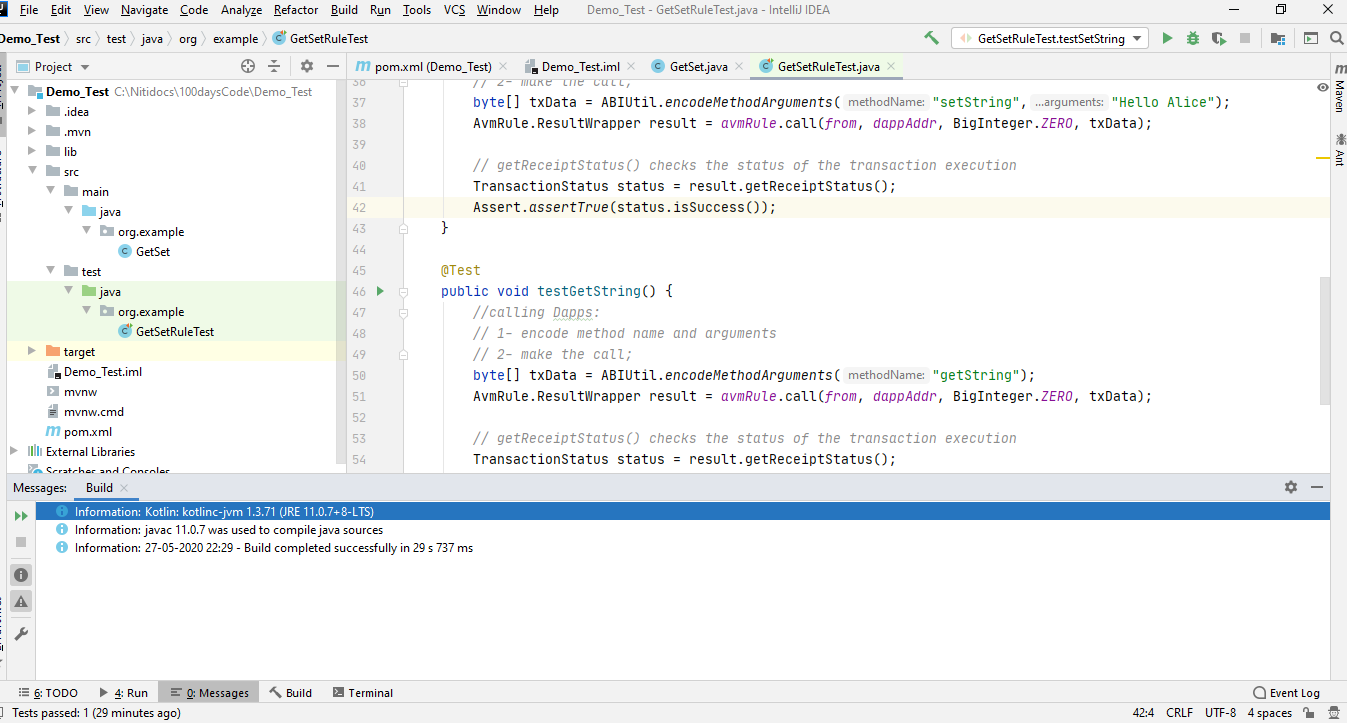 File Edit View Navigate Code Analyze Refactor Build Run Tools VCS Window Help Demo_Test - GetSetRuleTest.java - IntelliJ IDEA
Demo_Test src test java org example GetSetRuleTest GetSetRuleTest.testSetString
Project
pom.xml (Demo_Test) Demo_Test.iml GetSet.java GetSetRuleTest.java
Demo_Test C:\Nitidocs\100daysCode\Demo_Test
.idea
.mvn
lib
src
main
java
org.example
GetSet
test
java
org.example
GetSetRuleTest
target
Demo_Test.iml
mvnw
mvnw.cmd
pom.xml
External Libraries
Scratches and Consoles
36 // 2- make the call;
37 byte[] txData = ABIUtil.encodeMethodArguments( methodName: "setString", ...arguments: "Hello Alice");
38 AvmRule.ResultWrapper result = avmRule.call(from, dappAddr, BigInteger.ZERO, txData);
39
40 // getReceiptStatus() checks the status of the transaction execution
41 TransactionStatus status = result.getReceiptStatus();
42 Assert.assertTrue(status.isSuccess());
43 }
44
45 @Test
46 public void testGetString() {
47 //calling Dapps:
48 // 1- encode method name and arguments
49 // 2- make the call;
50 byte[] txData = ABIUtil.encodeMethodArguments( methodName: "getString");
51 AvmRule.ResultWrapper result = avmRule.call(from, dappAddr, BigInteger.ZERO, txData);
52
53 // getReceiptStatus() checks the status of the transaction execution
54 TransactionStatus status = result.getReceiptStatus();
Maven
Ant
Messages: Build
Information: Kotlin: kotlinc-jvm 1.3.71 (JRE 11.0.7+8-LTS)
Information: javac 11.0.7 was used to compile java sources
Information: 27-05-2020 22:29 - Build completed successfully in 29 s 737 ms
6: TODO 4: Run 0: Messages Build Terminal Event Log
Tests passed: 1 (29 minutes ago) 42:4 CRLF UTF-8 4 spaces